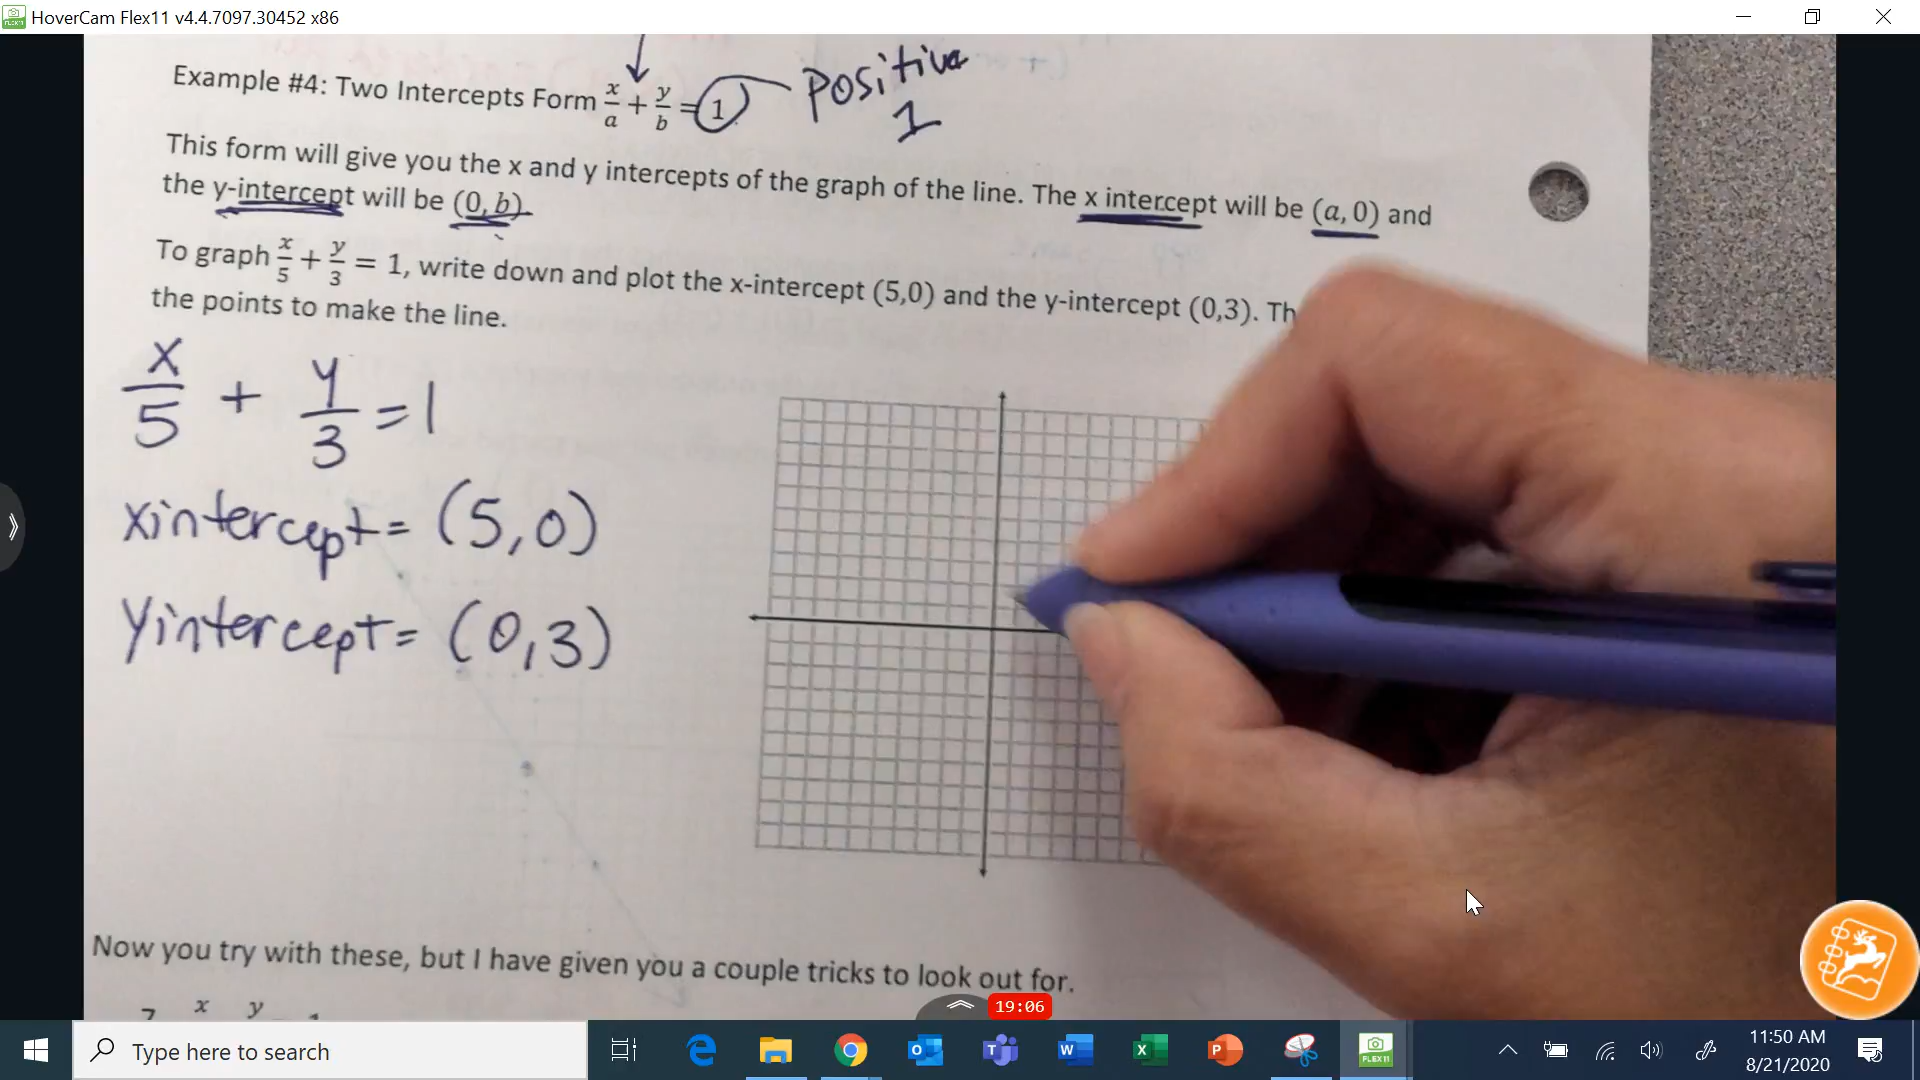 HoverCam Flex11 v4.4.7097.30452 x86
Example #4: Two Intercepts Form x/a + y/b = 1
positive
1
This form will give you the x and y intercepts of the graph of the line. The x intercept will be (a, 0) and
the y-intercept will be (0, b).
To graph x/5 + y/3 = 1, write down and plot the x-intercept (5,0) and the y-intercept (0,3). Th
the points to make the line.
x/5 + y/3 = 1
xintercept = (5,0)
yintercept = (0,3)
Now you try with these, but I have given you a couple tricks to look out for.
x y
19:06
Type here to search
FLEX11
11:50 AM
8/21/2020